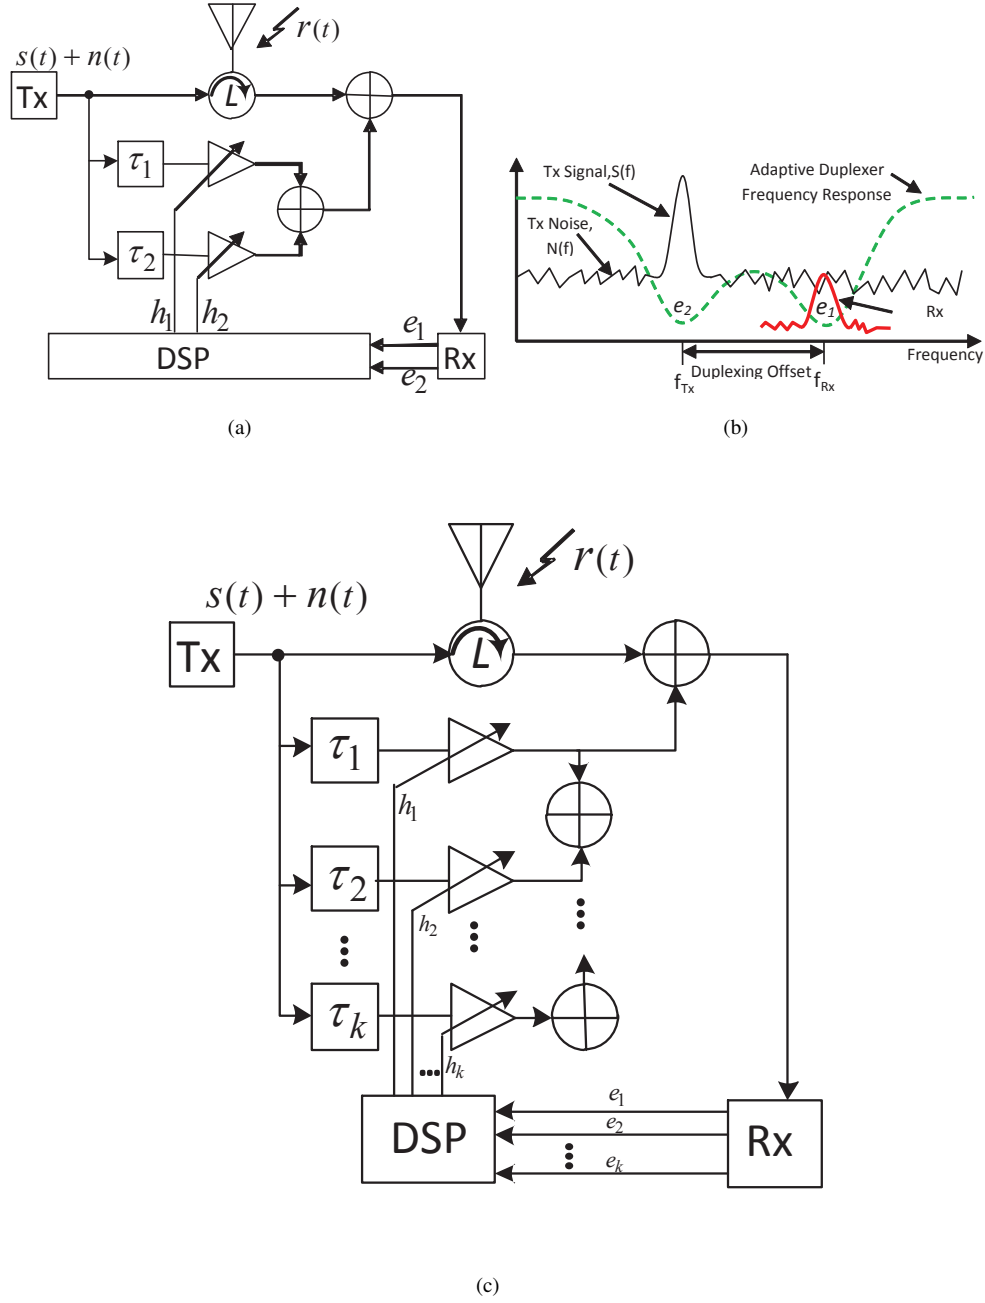 r(t)
s(t) + n(t)
Tx
L
τ1
τ2
h1 h2
DSP
e1
e2
Rx
(a)
Tx Signal,S(f)
Adaptive Duplexer
Frequency Response
Tx Noise,
N(f)
e2
e1
Rx
Frequency
fTx
Duplexing Offset
fRx
(b)
r(t)
s(t) + n(t)
Tx
L
τ1
h1
τ2
h2
τk
hk
DSP
e1
e2
ek
Rx
(c)